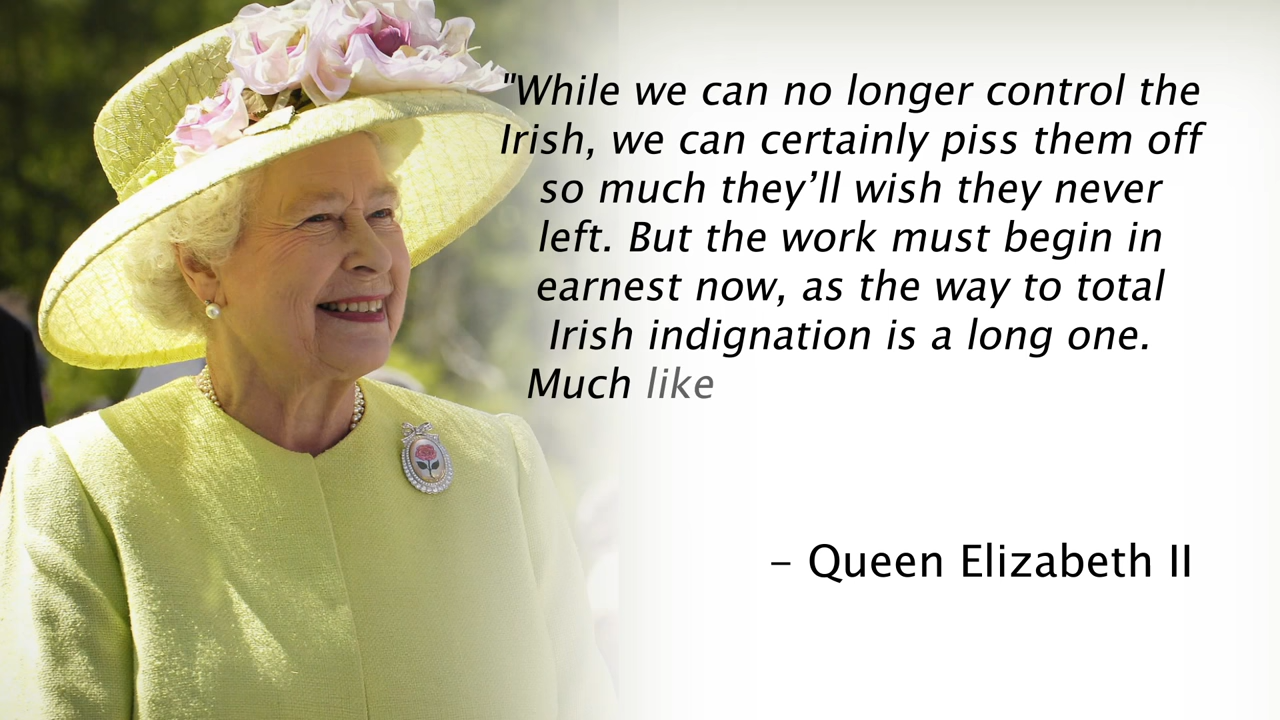 "While we can no longer control the
Irish, we can certainly piss them off
so much they’ll wish they never
left. But the work must begin in
earnest now, as the way to total
Irish indignation is a long one.
Much like
– Queen Elizabeth II